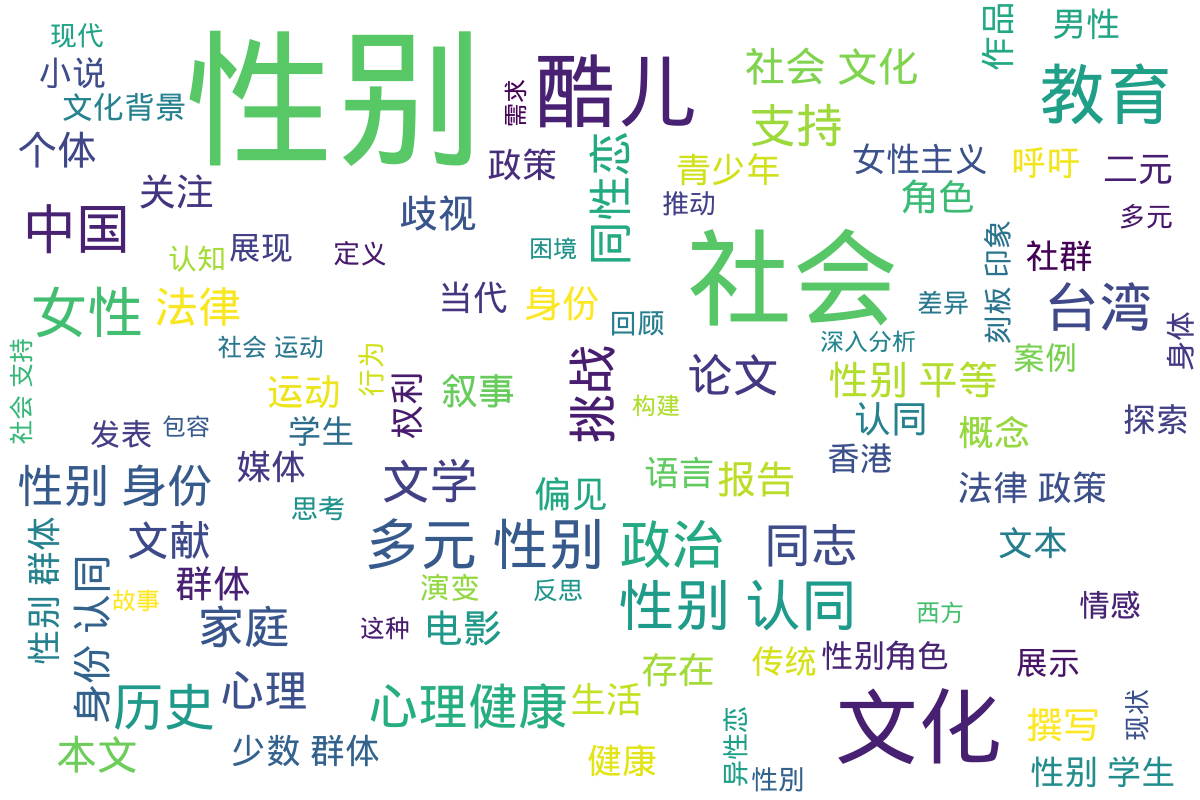 现代
小说
文化背景
个体
性别
需求
酷儿
社会 文化
作品
男性
教育
支持
政策
同性恋
青少年
女性主义
呼吁
二元
关注
中国
歧视
推动
角色
多元
认知
展现
定义
困境
社会
刻板 印象
社群
女性
法律
当代
身份
回顾
差异
台湾
身体
社会 支持
社会 运动
行为
挑战
论文
深入分析
案例
运动
权利
叙事
构建
性别 平等
认同
概念
探索
发表
包容
学生
香港
性别 身份
媒体
文学
偏见
语言
报告
法律 政策
思考
性别 群体
文献
多元 性别
政治
同志
文本
身份 认同
故事
群体
演变
反思
性别 认同
西方
情感
家庭
这种
电影
存在
传统
性别角色
展示
历史
心理
心理健康
生活
文化
撰写
现状
本文
少数 群体
健康
异性恋
性別
性别 学生